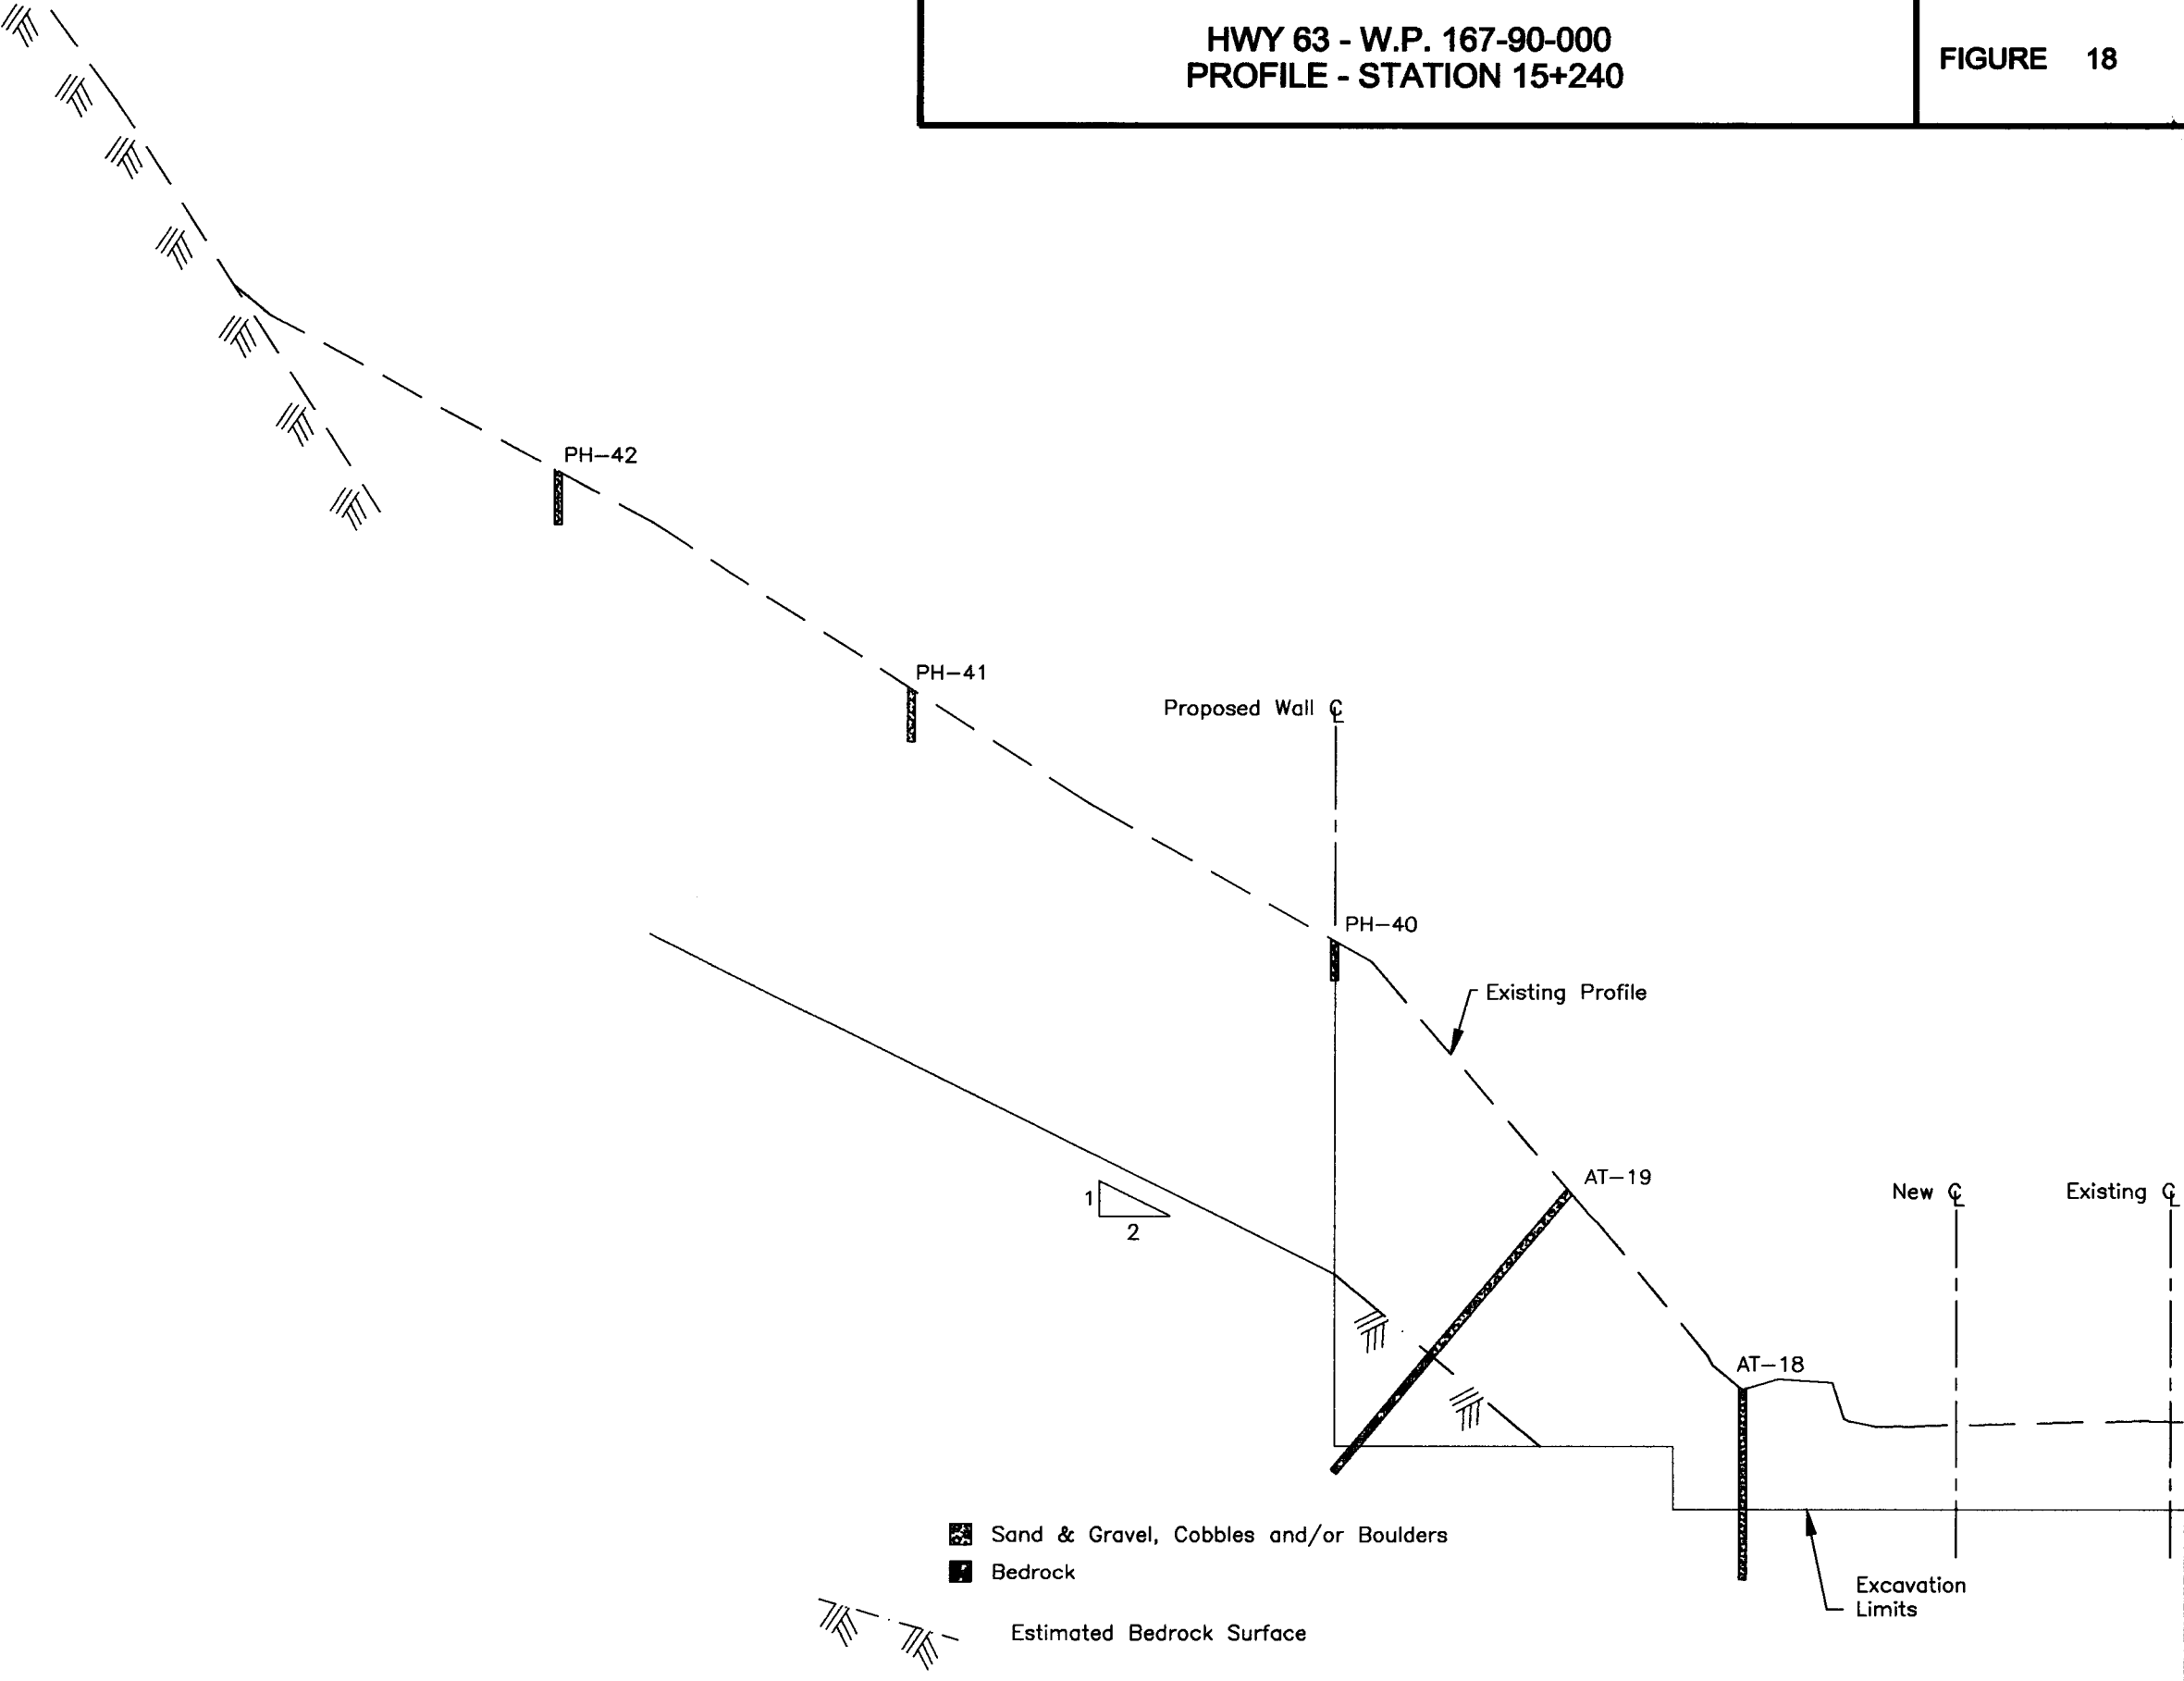 HWY 63 - W.P. 167-90-000
PROFILE - STATION 15+240
FIGURE 18
PH-42
PH-41
Proposed Wall ℄
PH-40
Existing Profile
AT-19
1
2
New ℄
Existing ℄
AT-18
Sand & Gravel, Cobbles and/or Boulders
Bedrock
Excavation
Limits
Estimated Bedrock Surface